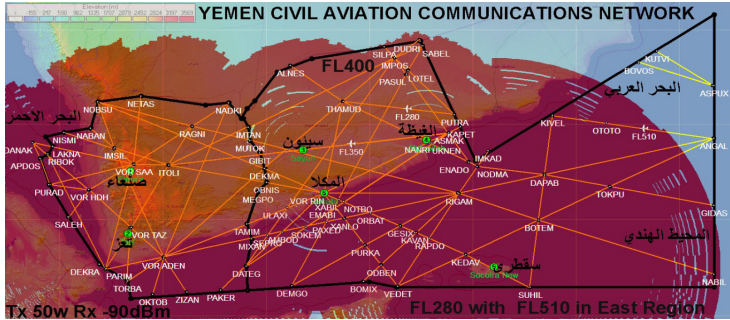 Elevation (m)
YEMEN CIVIL AVIATION COMMUNICATIONS NETWORK
DUDRI
SILPA
SABEL
FL400
IMPOS
KUTVI
ALNES
PASUL
LOTEL
BOVOS
ASPUX
البحر العربي
NETAS
NOBSU
NADKI
THAMUD
FL280
البحر الاحمر
PUTRA
KIVEL
NISMI
NABAN
RAGNI
IMTAN
الغيظة
KAPET
OTOTO
FL510
DANAK
LAKNA
IMSIL
MUTOK
سيئون
FL350
ASMAK
ANGAL
APDOS
RIBOK
GIBIT
NANRI
UKNEN
IMKAD
VOR SAA
ITOLI
ENADO
NODMA
صنعاء
DEKMA
DAPAB
PURAD
VOR HDH
OBNIS
المكلا
TOKPU
MEGPO
VOR RIN
RIGAM
XABIL
NOTBO
GIDAS
SALEH
ULAXI
EMABI
ORBAT
BOTEM
VOR TAZ
TAMIM
XANLO
GESIX
المحيط الهندي
تعز
SOKEM
PAXED
KAVAN
MIXAM
RAPDO
PURKA
DEKRA
VOR ADEN
KEDAV
سقطرى
PARIM
DATEG
ODBEN
Socotra New
NABIL
TORBA
OKTOB
ZIZAN
PAKER
DEMGO
BOMIX
VEDET
SUHIL
Tx 50w Rx -90dBm
FL280 with FL510 in East Region